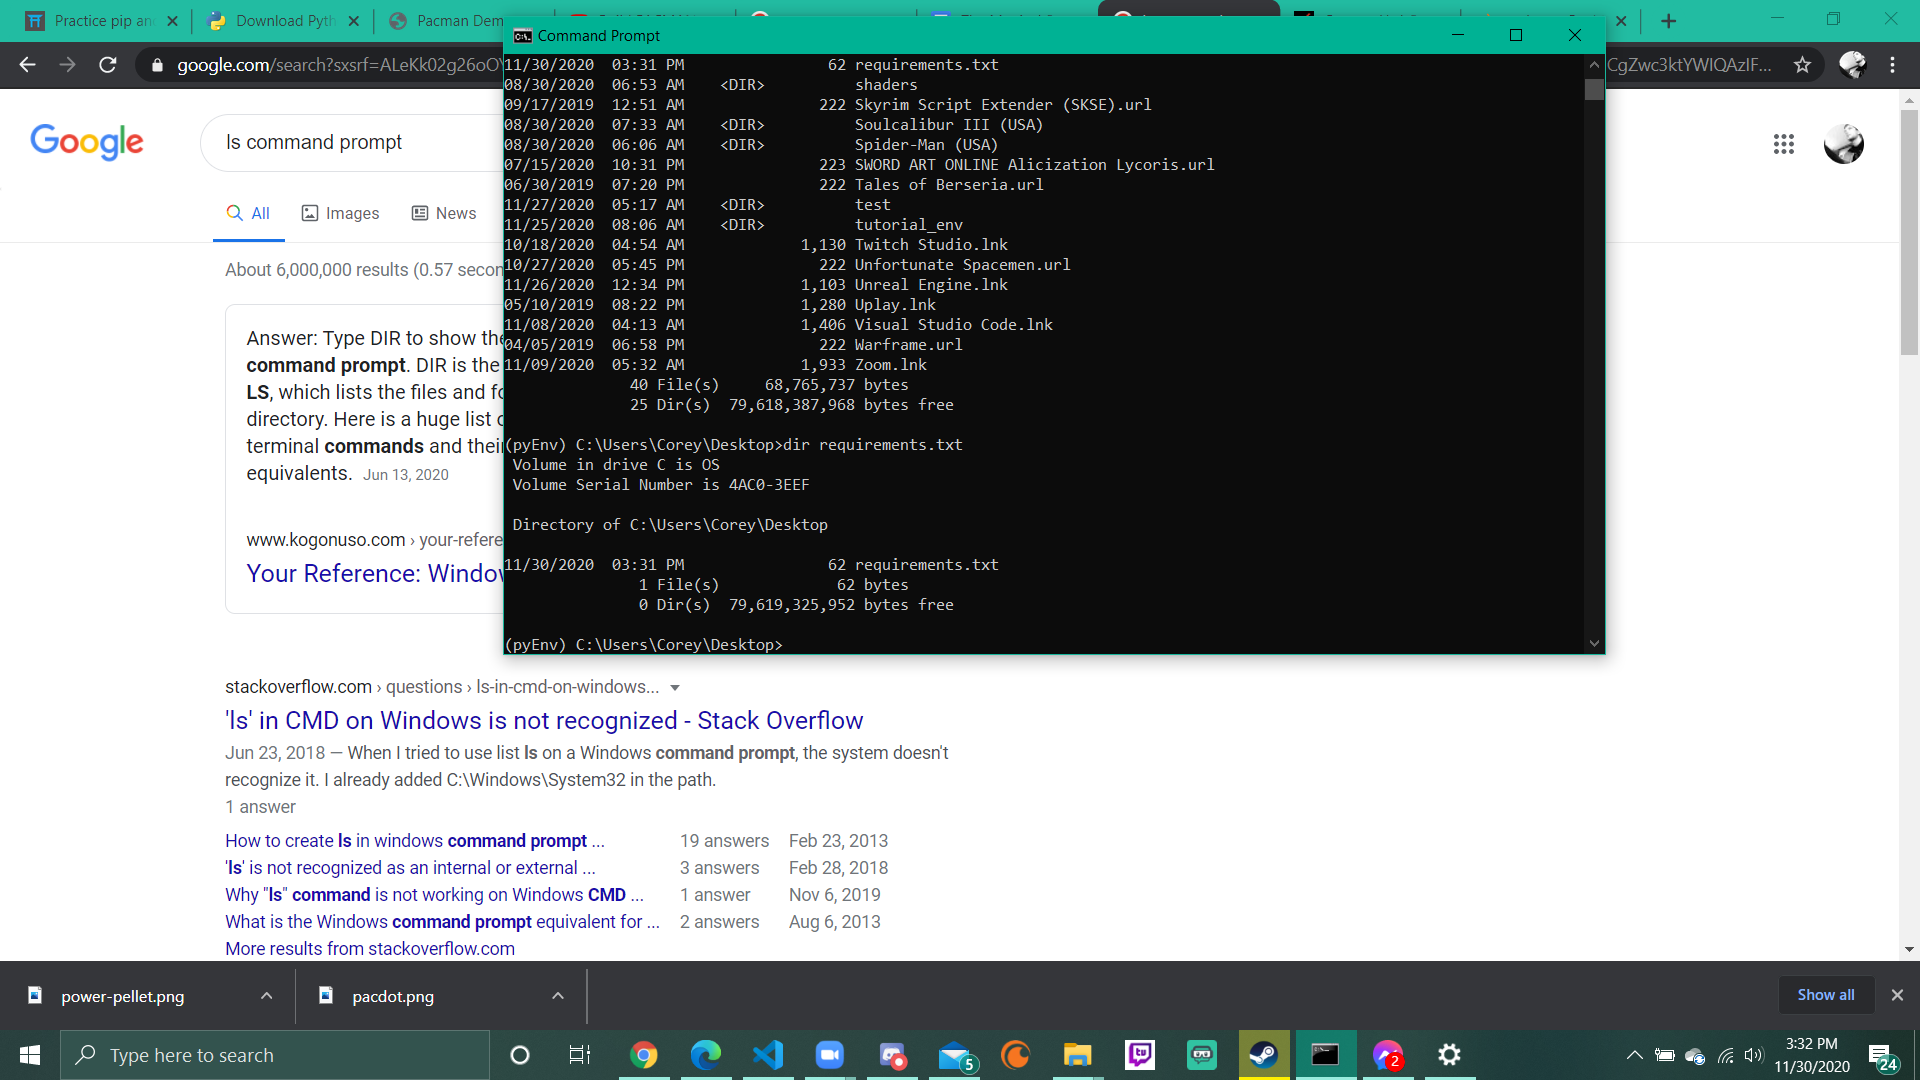 Practice pip an
Download Pyth
Pacman Dem
google.com/search?sxsrf=ALeKk02g26oO
CgZwc3ktYWIQAzIF...
Command Prompt
11/30/2020 03:31 PM 62 requirements.txt
08/30/2020 06:53 AM <DIR> shaders
09/17/2019 12:51 AM 222 Skyrim Script Extender (SKSE).url
08/30/2020 07:33 AM <DIR> Soulcalibur III (USA)
08/30/2020 06:06 AM <DIR> Spider-Man (USA)
07/15/2020 10:31 PM 223 SWORD ART ONLINE Alicization Lycoris.url
06/30/2019 07:20 PM 222 Tales of Berseria.url
11/27/2020 05:17 AM <DIR> test
11/25/2020 08:06 AM <DIR> tutorial_env
10/18/2020 04:54 AM 1,130 Twitch Studio.lnk
10/27/2020 05:45 PM 222 Unfortunate Spacemen.url
11/26/2020 12:34 PM 1,103 Unreal Engine.lnk
05/10/2019 08:22 PM 1,280 Uplay.lnk
11/08/2020 04:13 AM 1,406 Visual Studio Code.lnk
04/05/2019 06:58 PM 222 Warframe.url
11/09/2020 05:32 AM 1,933 Zoom.lnk
40 File(s) 68,765,737 bytes
25 Dir(s) 79,618,387,968 bytes free
(pyEnv) C:\Users\Corey\Desktop>dir requirements.txt
Volume in drive C is OS
Volume Serial Number is 4AC0-3EEF
Directory of C:\Users\Corey\Desktop
11/30/2020 03:31 PM 62 requirements.txt
1 File(s) 62 bytes
0 Dir(s) 79,619,325,952 bytes free
(pyEnv) C:\Users\Corey\Desktop>
Google
ls command prompt
All Images News
About 6,000,000 results (0.57 secon
Answer: Type DIR to show the
command prompt. DIR is the
LS, which lists the files and fo
directory. Here is a huge list o
terminal commands and their
equivalents. Jun 13, 2020
www.kogonuso.com › your-refere
Your Reference: Window
stackoverflow.com › questions › ls-in-cmd-on-windows...
'ls' in CMD on Windows is not recognized - Stack Overflow
Jun 23, 2018 — When I tried to use list ls on a Windows command prompt, the system doesn't
recognize it. I already added C:\Windows\System32 in the path.
1 answer
How to create ls in windows command prompt ... 19 answers Feb 23, 2013
'ls' is not recognized as an internal or external ... 3 answers Feb 28, 2018
Why "ls" command is not working on Windows CMD ... 1 answer Nov 6, 2019
What is the Windows command prompt equivalent for ... 2 answers Aug 6, 2013
More results from stackoverflow.com
power-pellet.png
pacdot.png
Show all
Type here to search
5
2
3:32 PM
11/30/2020
24